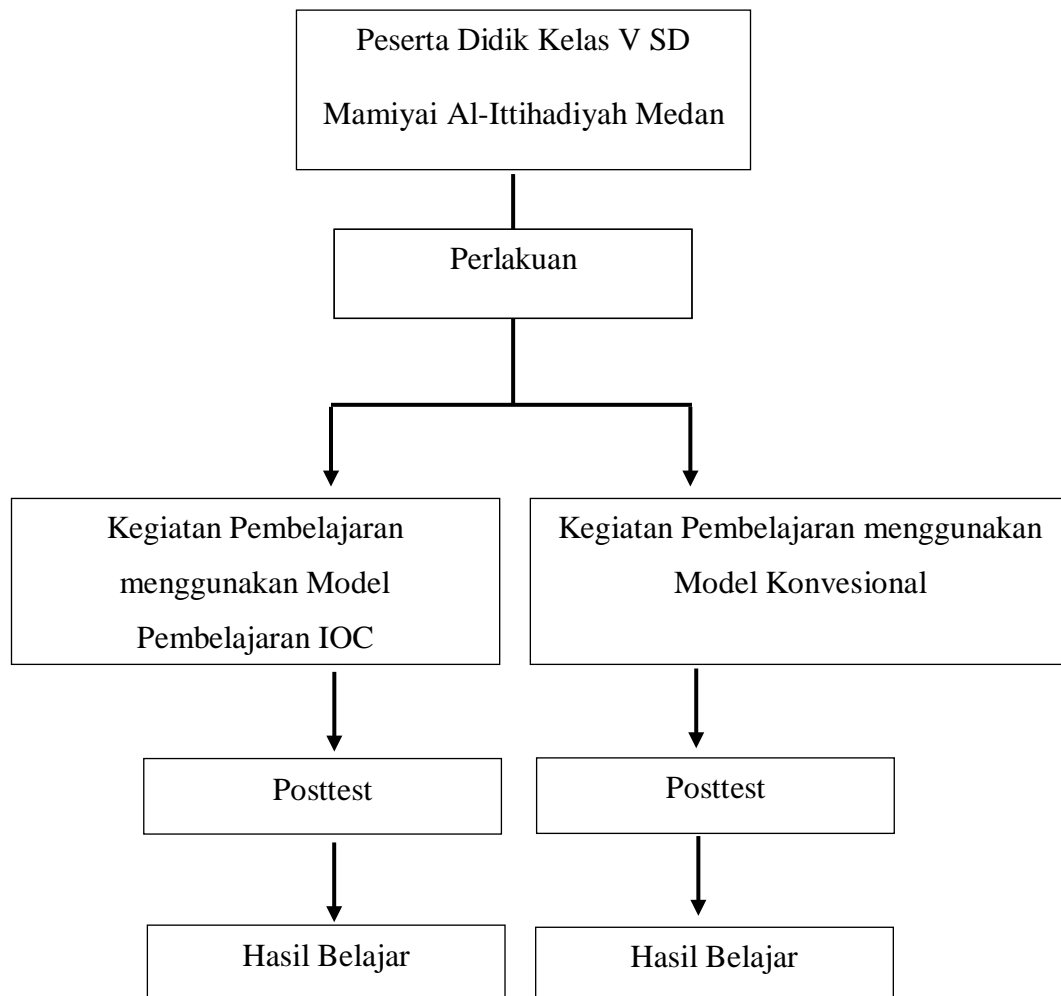 Peserta Didik Kelas V SD
Mamiyai Al-Ittihadiyah Medan
Perlakuan
Kegiatan Pembelajaran
menggunakan Model
Pembelajaran IOC
Kegiatan Pembelajaran menggunakan
Model Konvesional
Posttest
Posttest
Hasil Belajar
Hasil Belajar